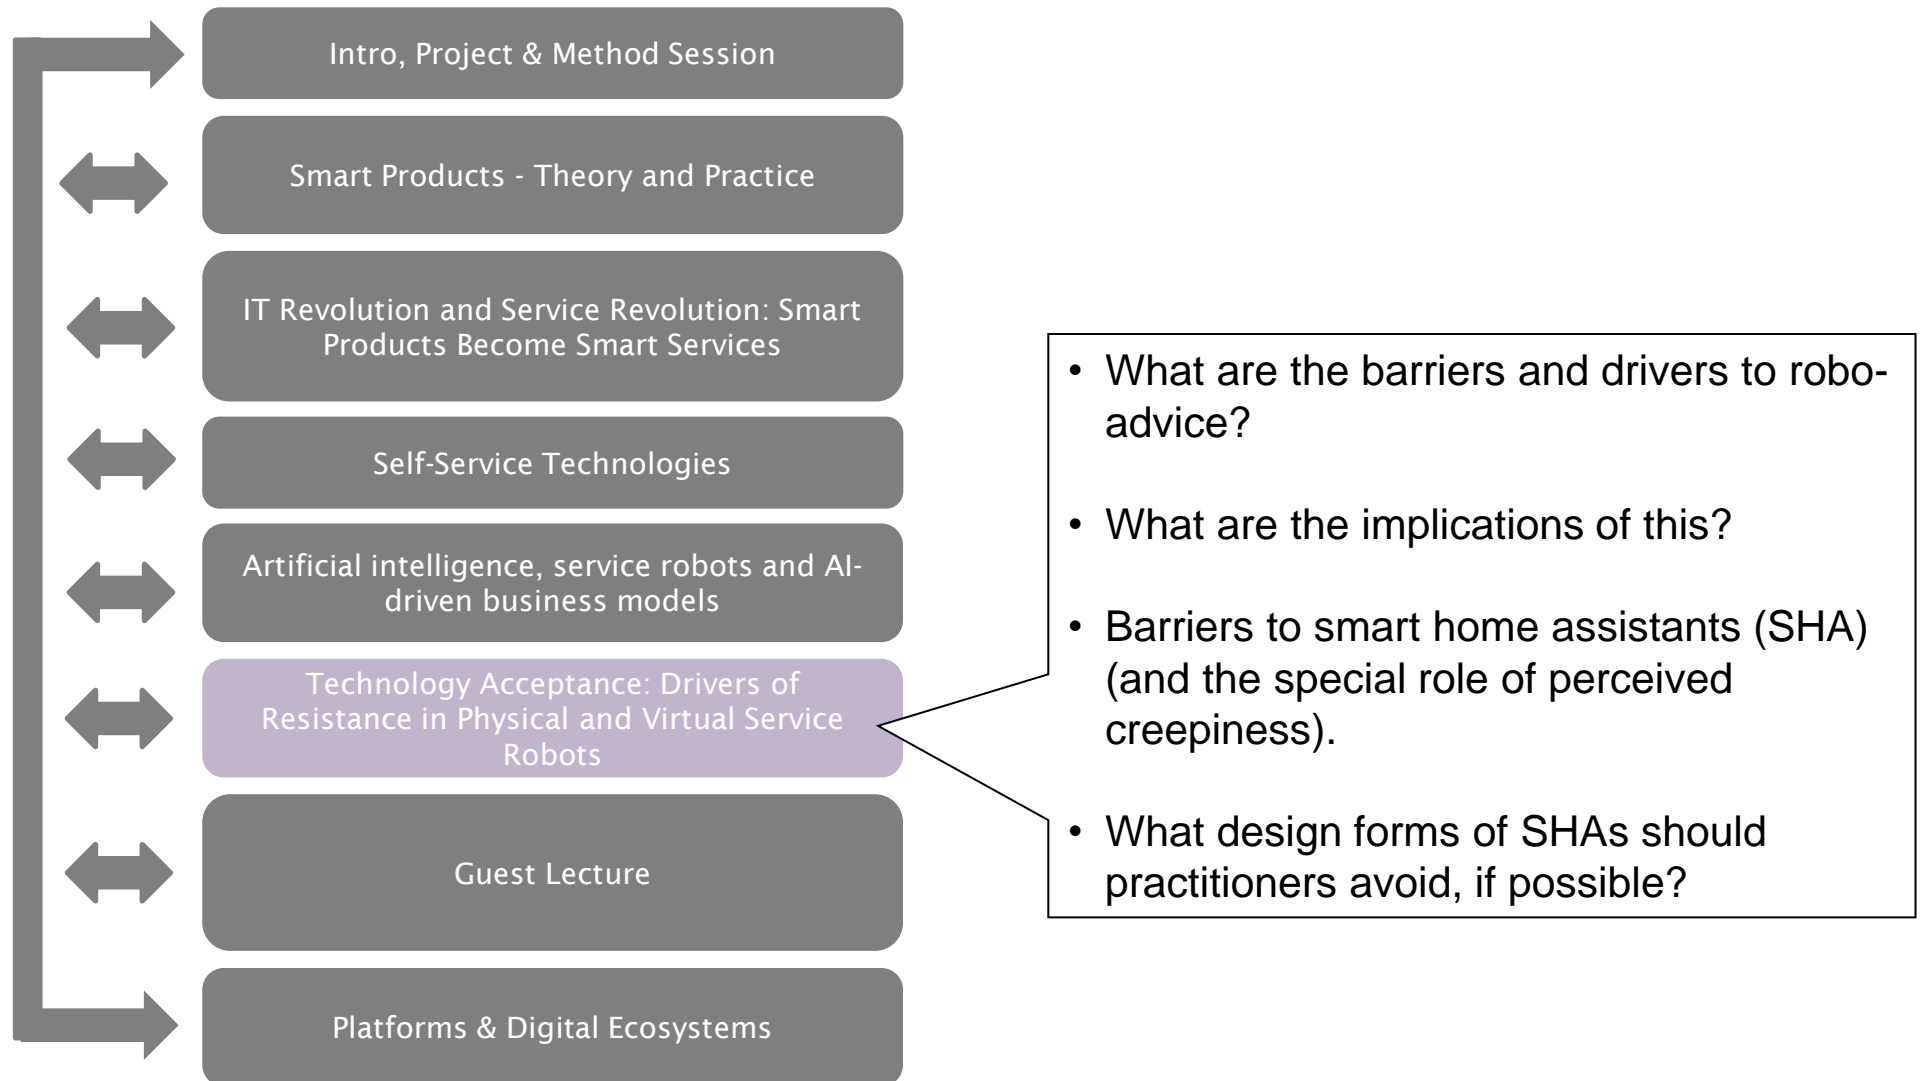 Intro, Project & Method Session
Smart Products - Theory and Practice
IT Revolution and Service Revolution: Smart
Products Become Smart Services
Self-Service Technologies
Artificial intelligence, service robots and AI-
driven business models
Technology Acceptance: Drivers of
Resistance in Physical and Virtual Service
Robots
Guest Lecture
Platforms & Digital Ecosystems
• What are the barriers and drivers to robo-
advice?
• What are the implications of this?
• Barriers to smart home assistants (SHA)
(and the special role of perceived
creepiness).
• What design forms of SHAs should
practitioners avoid, if possible?